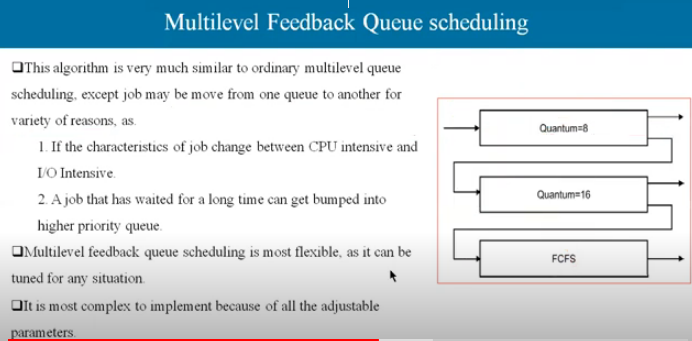 Multilevel Feedback Queue scheduling
❑This algorithm is very much similar to ordinary multilevel queue
scheduling, except job may be move from one queue to another for
variety of reasons, as.
1. If the characteristics of job change between CPU intensive and
I/O Intensive.
2. A job that has waited for a long time can get bumped into
higher priority queue.
❑Multilevel feedback queue scheduling is most flexible, as it can be
tuned for any situation.
❑It is most complex to implement because of all the adjustable
parameters.
Quantum=8
Quantum=16
FCFS